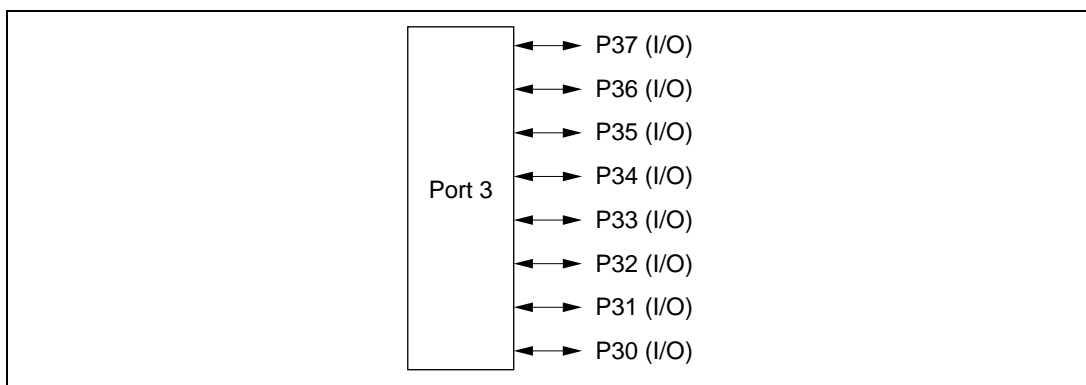 P37 (I/O)
P36 (I/O)
P35 (I/O)
P34 (I/O)
Port 3
P33 (I/O)
P32 (I/O)
P31 (I/O)
P30 (I/O)